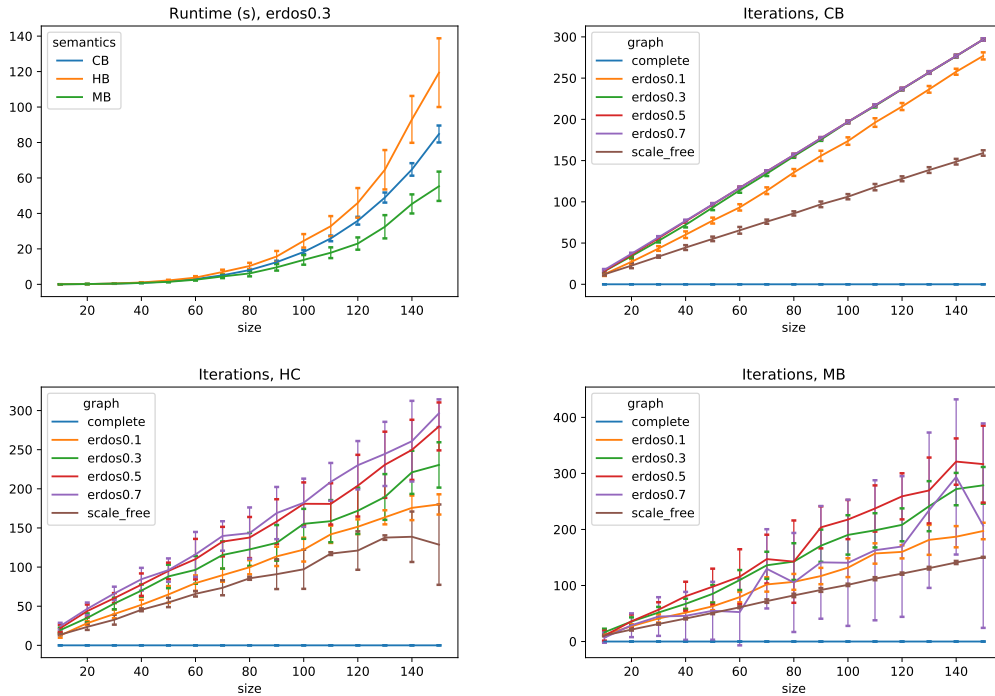 Runtime (s), erdos0.3
140
120
100
80
60
40
20
0
semantics
CB
HB
MB
20 40 60 80 100 120 140
size
Iterations, CB
300
250
200
150
100
50
0
graph
complete
erdos0.1
erdos0.3
erdos0.5
erdos0.7
scale_free
20 40 60 80 100 120 140
size
Iterations, HC
300
250
200
150
100
50
0
graph
complete
erdos0.1
erdos0.3
erdos0.5
erdos0.7
scale_free
20 40 60 80 100 120 140
size
Iterations, MB
400
300
200
100
0
graph
complete
erdos0.1
erdos0.3
erdos0.5
erdos0.7
scale_free
20 40 60 80 100 120 140
size